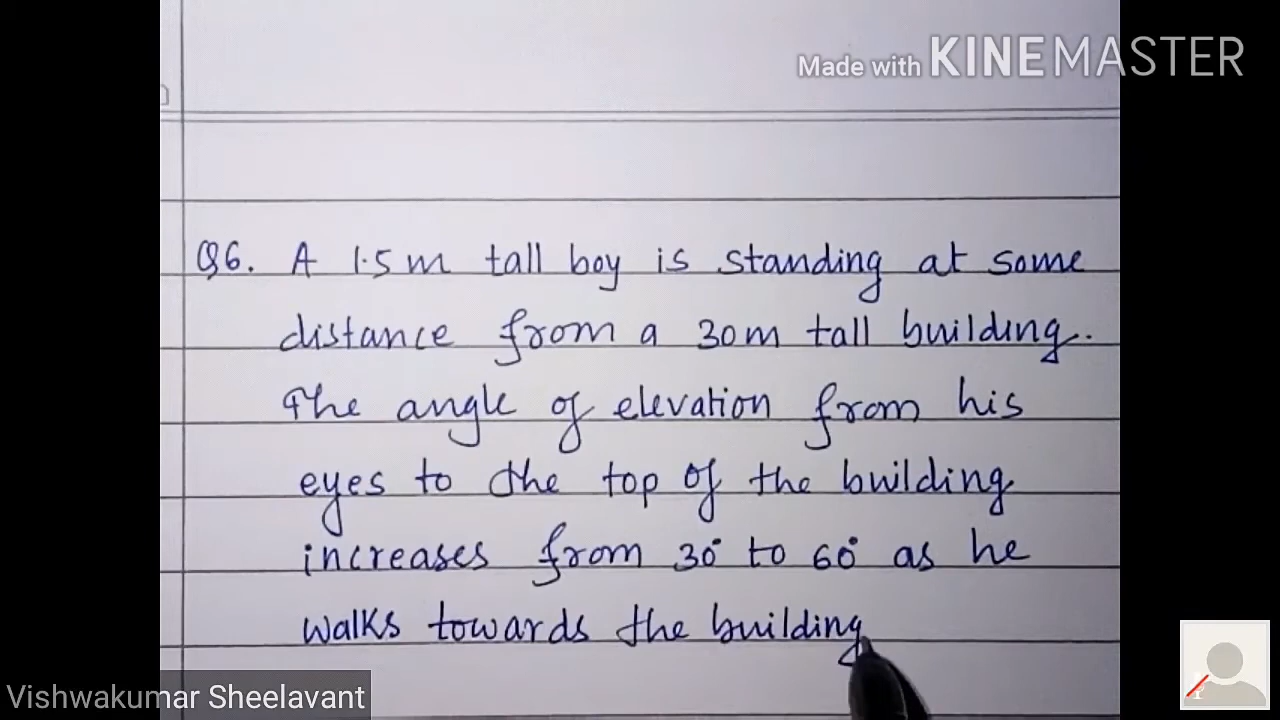 Made with KINEMASTER
Q6. A 1.5m tall boy is standing at some
distance from a 30m tall building.
The angle of elevation from his
eyes to the top of the building
increases from 30° to 60° as he
walks towards the building
Vishwakumar Sheelavant